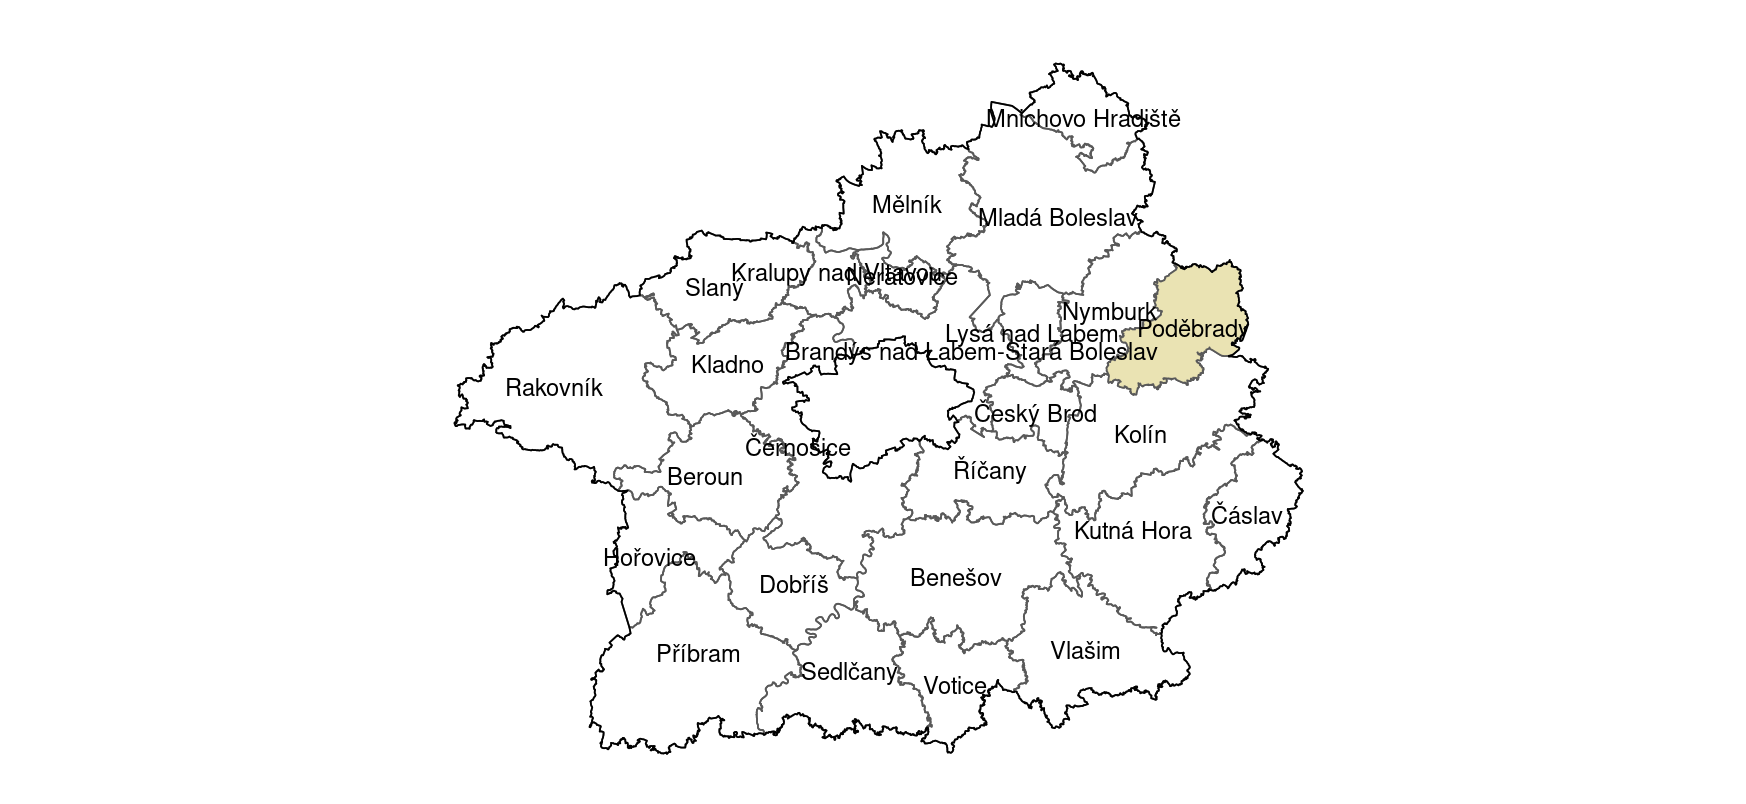 Mnichovo Hradiště
Mělník
Mladá Boleslav
Kralupy nad Vltavou
Neratovice
Slaný
Nymburk
Poděbrady
Lysá nad Labem
Brandýs nad Labem-Stará Boleslav
Kladno
Rakovník
Český Brod
Kolín
Černošice
Říčany
Beroun
Čáslav
Kutná Hora
Hořovice
Benešov
Dobříš
Vlašim
Příbram
Sedlčany
Votice